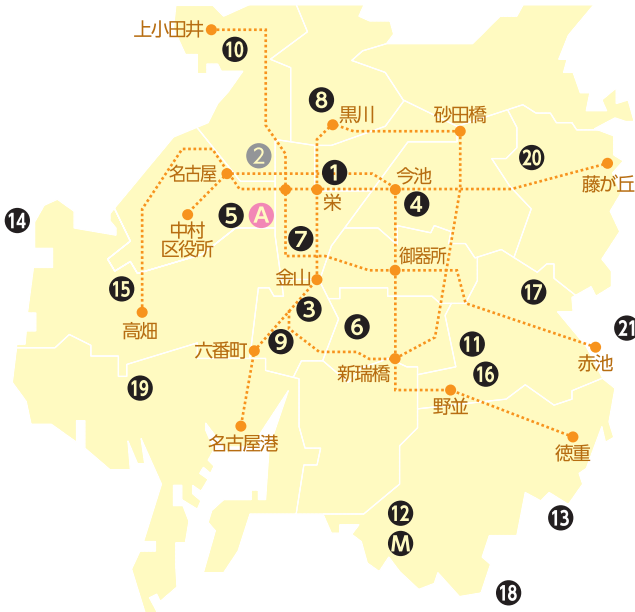 上小田井
10
8
黒川
砂田橋
2
20
名古屋
1
今池
藤が丘
栄
4
14
5
A
中村
区役所
7
御器所
金山
15
17
3
高畑
6
21
六番町
9
11
赤池
新瑞橋
16
19
野並
名古屋港
徳重
12
13
M
18